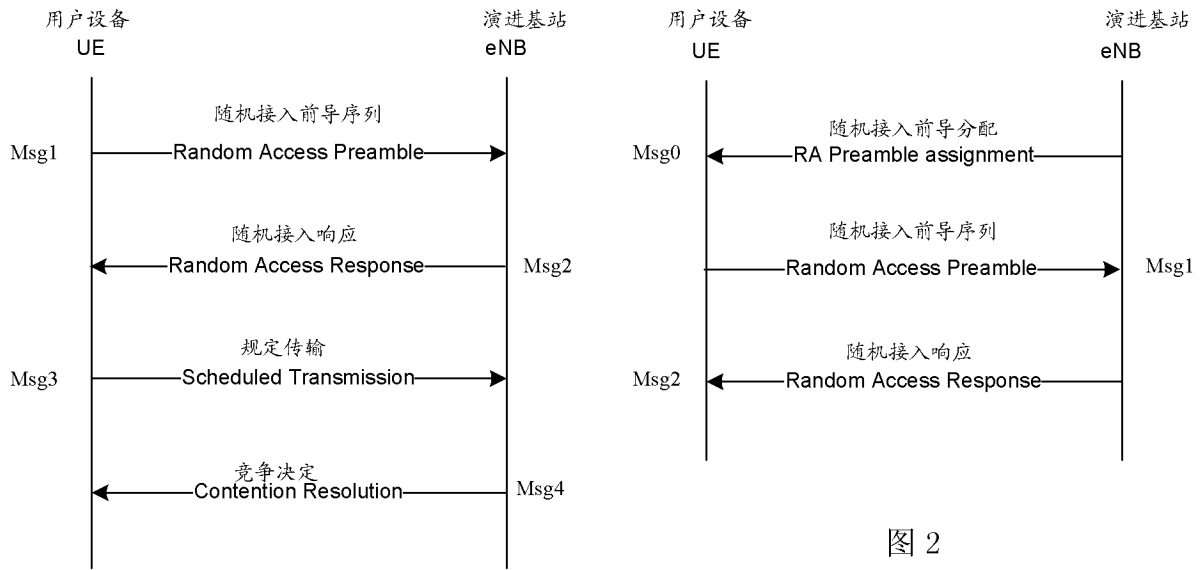 用户设备
UE
演进基站
eNB
随机接入前导序列
Msg1
Random Access Preamble
随机接入响应
Random Access Response
Msg2
规定传输
Msg3
Scheduled Transmission
竞争决定
Contention Resolution
Msg4
用户设备
UE
演进基站
eNB
随机接入前导分配
Msg0
RA Preamble assignment
随机接入前导序列
Random Access Preamble
Msg1
随机接入响应
Msg2
Random Access Response
图 2